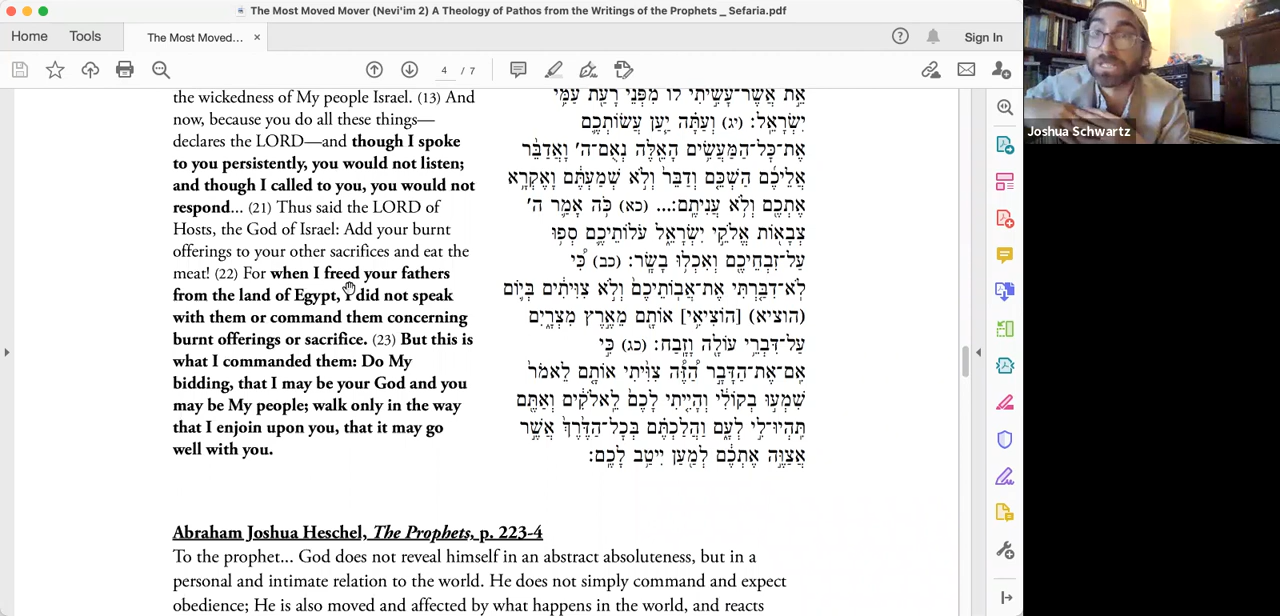 The Most Moved Mover (Nevi'im 2) A Theology of Pathos from the Writings of the Prophets _ Sefaria.pdf
Home Tools The Most Moved... × Sign In
4 / 7
Joshua Schwartz
the wickedness of My people Israel. (13) And
now, because you do all these things—
declares the LORD—and though I spoke
to you persistently, you would not listen;
and though I called to you, you would not
respond... (21) Thus said the LORD of
Hosts, the God of Israel: Add your burnt
offerings to your other sacrifices and eat the
meat! (22) For when I freed your fathers
from the land of Egypt, I did not speak
with them or command them concerning
burnt offerings or sacrifice. (23) But this is
what I commanded them: Do My
bidding, that I may be your God and you
may be My people; walk only in the way
that I enjoin upon you, that it may go
well with you.
אֵ֤ת אֲשֶׁר־עָשִׂ֙יתִי֙ ל֔וֹ מִפְּנֵ֕י רָעַ֖ת עַמִּ֥י
יִשְׂרָאֵֽל׃ (יג) וְעַתָּ֗ה יַ֧עַן עֲשׂוֹתְכֶ֛ם
אֶת־כׇּל־הַמַּעֲשִׂ֥ים הָאֵ֖לֶּה נְאֻם־ה' וָאֲדַבֵּ֨ר
אֲלֵיכֶ֜ם הַשְׁכֵּ֤ם וְדַבֵּר֙ וְלֹ֣א שְׁמַעְתֶּ֔ם וָאֶקְרָ֥א
אֶתְכֶ֖ם וְלֹ֥א עֲנִיתֶֽם׃... (כא) כֹּ֥ה אָמַ֛ר ה'
צְבָא֖וֹת אֱלֹקֵ֣י יִשְׂרָאֵ֑ל עֹלוֹתֵיכֶ֛ם סְפ֥וּ
עַל־זִבְחֵיכֶ֖ם וְאִכְל֥וּ בָשָֽׂר׃ (כב) כִּ֠י
לֹֽא־דִבַּ֤רְתִּי אֶת־אֲבֽוֹתֵיכֶם֙ וְלֹ֣א צִוִּיתִ֔ים בְּי֛וֹם
(הוציא) [הוֹצִיאִ֥י] אוֹתָ֖ם מֵאֶ֣רֶץ מִצְרָ֑יִם
עַל־דִּבְרֵ֥י עוֹלָ֖ה וָזָֽבַח׃ (כג) כִּ֣י
אִֽם־אֶת־הַדָּבָ֣ר הַ֠זֶּ֠ה צִוִּ֨יתִי אוֹתָ֤ם לֵאמֹר֙
שִׁמְע֣וּ בְקוֹלִ֔י וְהָיִ֤יתִי לָכֶם֙ לֵֽאלֹקִ֔ים וְאַתֶּ֖ם
תִּֽהְיוּ־לִ֣י לְעָ֑ם וַהֲלַכְתֶּ֗ם בְּכׇל־הַדֶּ֙רֶךְ֙ אֲשֶׁ֣ר
אֲצַוֶּ֣ה אֶתְכֶ֔ם לְמַ֖עַן יִיטַ֥ב לָכֶֽם׃
Abraham Joshua Heschel, The Prophets, p. 223-4
To the prophet... God does not reveal himself in an abstract absoluteness, but in a
personal and intimate relation to the world. He does not simply command and expect
obedience; He is also moved and affected by what happens in the world, and reacts